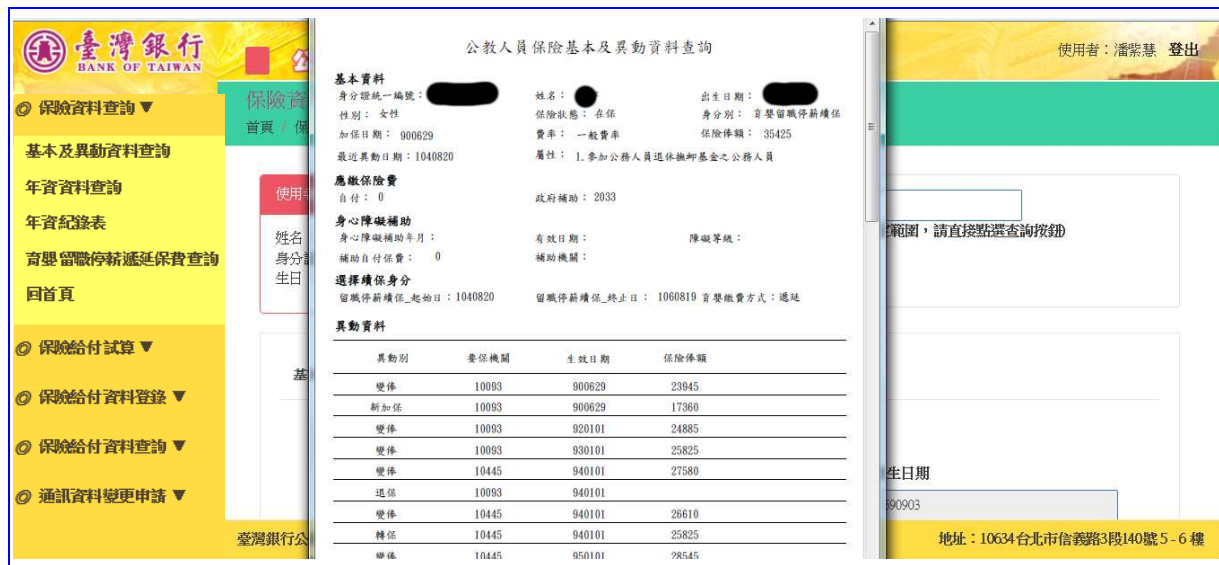 臺灣銀行
BANK OF TAIWAN
使用者：潘紫慧 登出
保險資料查詢▼
基本及異動資料查詢
年資資料查詢
年資紀錄表
育嬰留職停薪遞延保費查詢
回首頁
保險給付試算▼
保險給付資料登錄▼
保險給付資料查詢▼
通訊資料變更申請▼
保險資
首頁 / 保
使用者
姓名
身分證
生日
基
公教人員保險基本及異動資料查詢
基本資料
身分證統一編號： 姓名： 出生日期：
性別： 女性 保險狀態： 在保 身分別： 育嬰留職停薪續保
加保日期： 900629 費率： 一般費率 保險俸額： 35425
最近異動日期：1040820 屬性： 1.參加公務人員退休撫卹基金之公務人員
應繳保險費
自付： 0 政府補助： 2033
身心障礙補助
身心障礙補助年月： 有效日期： 障礙等級：
補助自付保費： 0 補助機關：
選擇續保身分
留職停薪續保_起始日：1040820 留職停薪續保_終止日： 1060819 育嬰繳費方式：遞延
異動資料
異動別 要保機關 生效日期 保險俸額
變俸 10093 900629 23945
新加保 10093 900629 17360
變俸 10093 920101 24885
變俸 10093 930101 25825
變俸 10445 940101 27580
退保 10093 940101
變俸 10445 940101 26610
轉保 10445 940101 25825
變俸 10445 950101 28545
範圍，請直接點選查詢按鈕)
生日期
690903
臺灣銀行公
地址：10634台北市信義路3段140號5-6樓